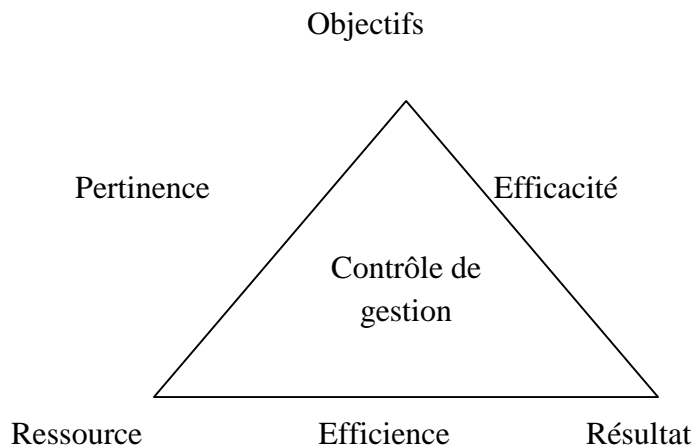 Objectifs
Pertinence
Efficacité
Contrôle de
gestion
Ressource
Efficience
Résultat